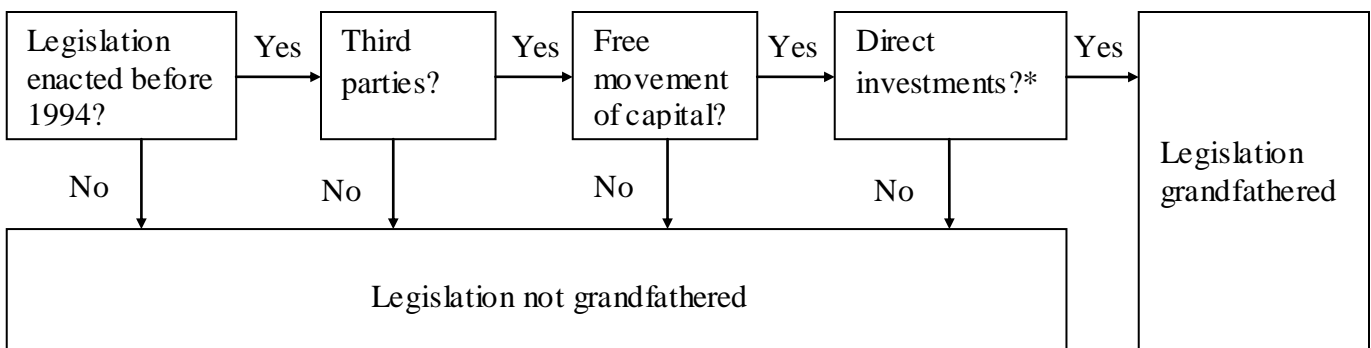 Legislation
enacted before
1994?
Yes
Third
parties?
Yes
Free
movement
of capital?
Yes
Direct
investments?*
Yes
Legislation
grandfathered
No
No
No
No
Legislation not grandfathered